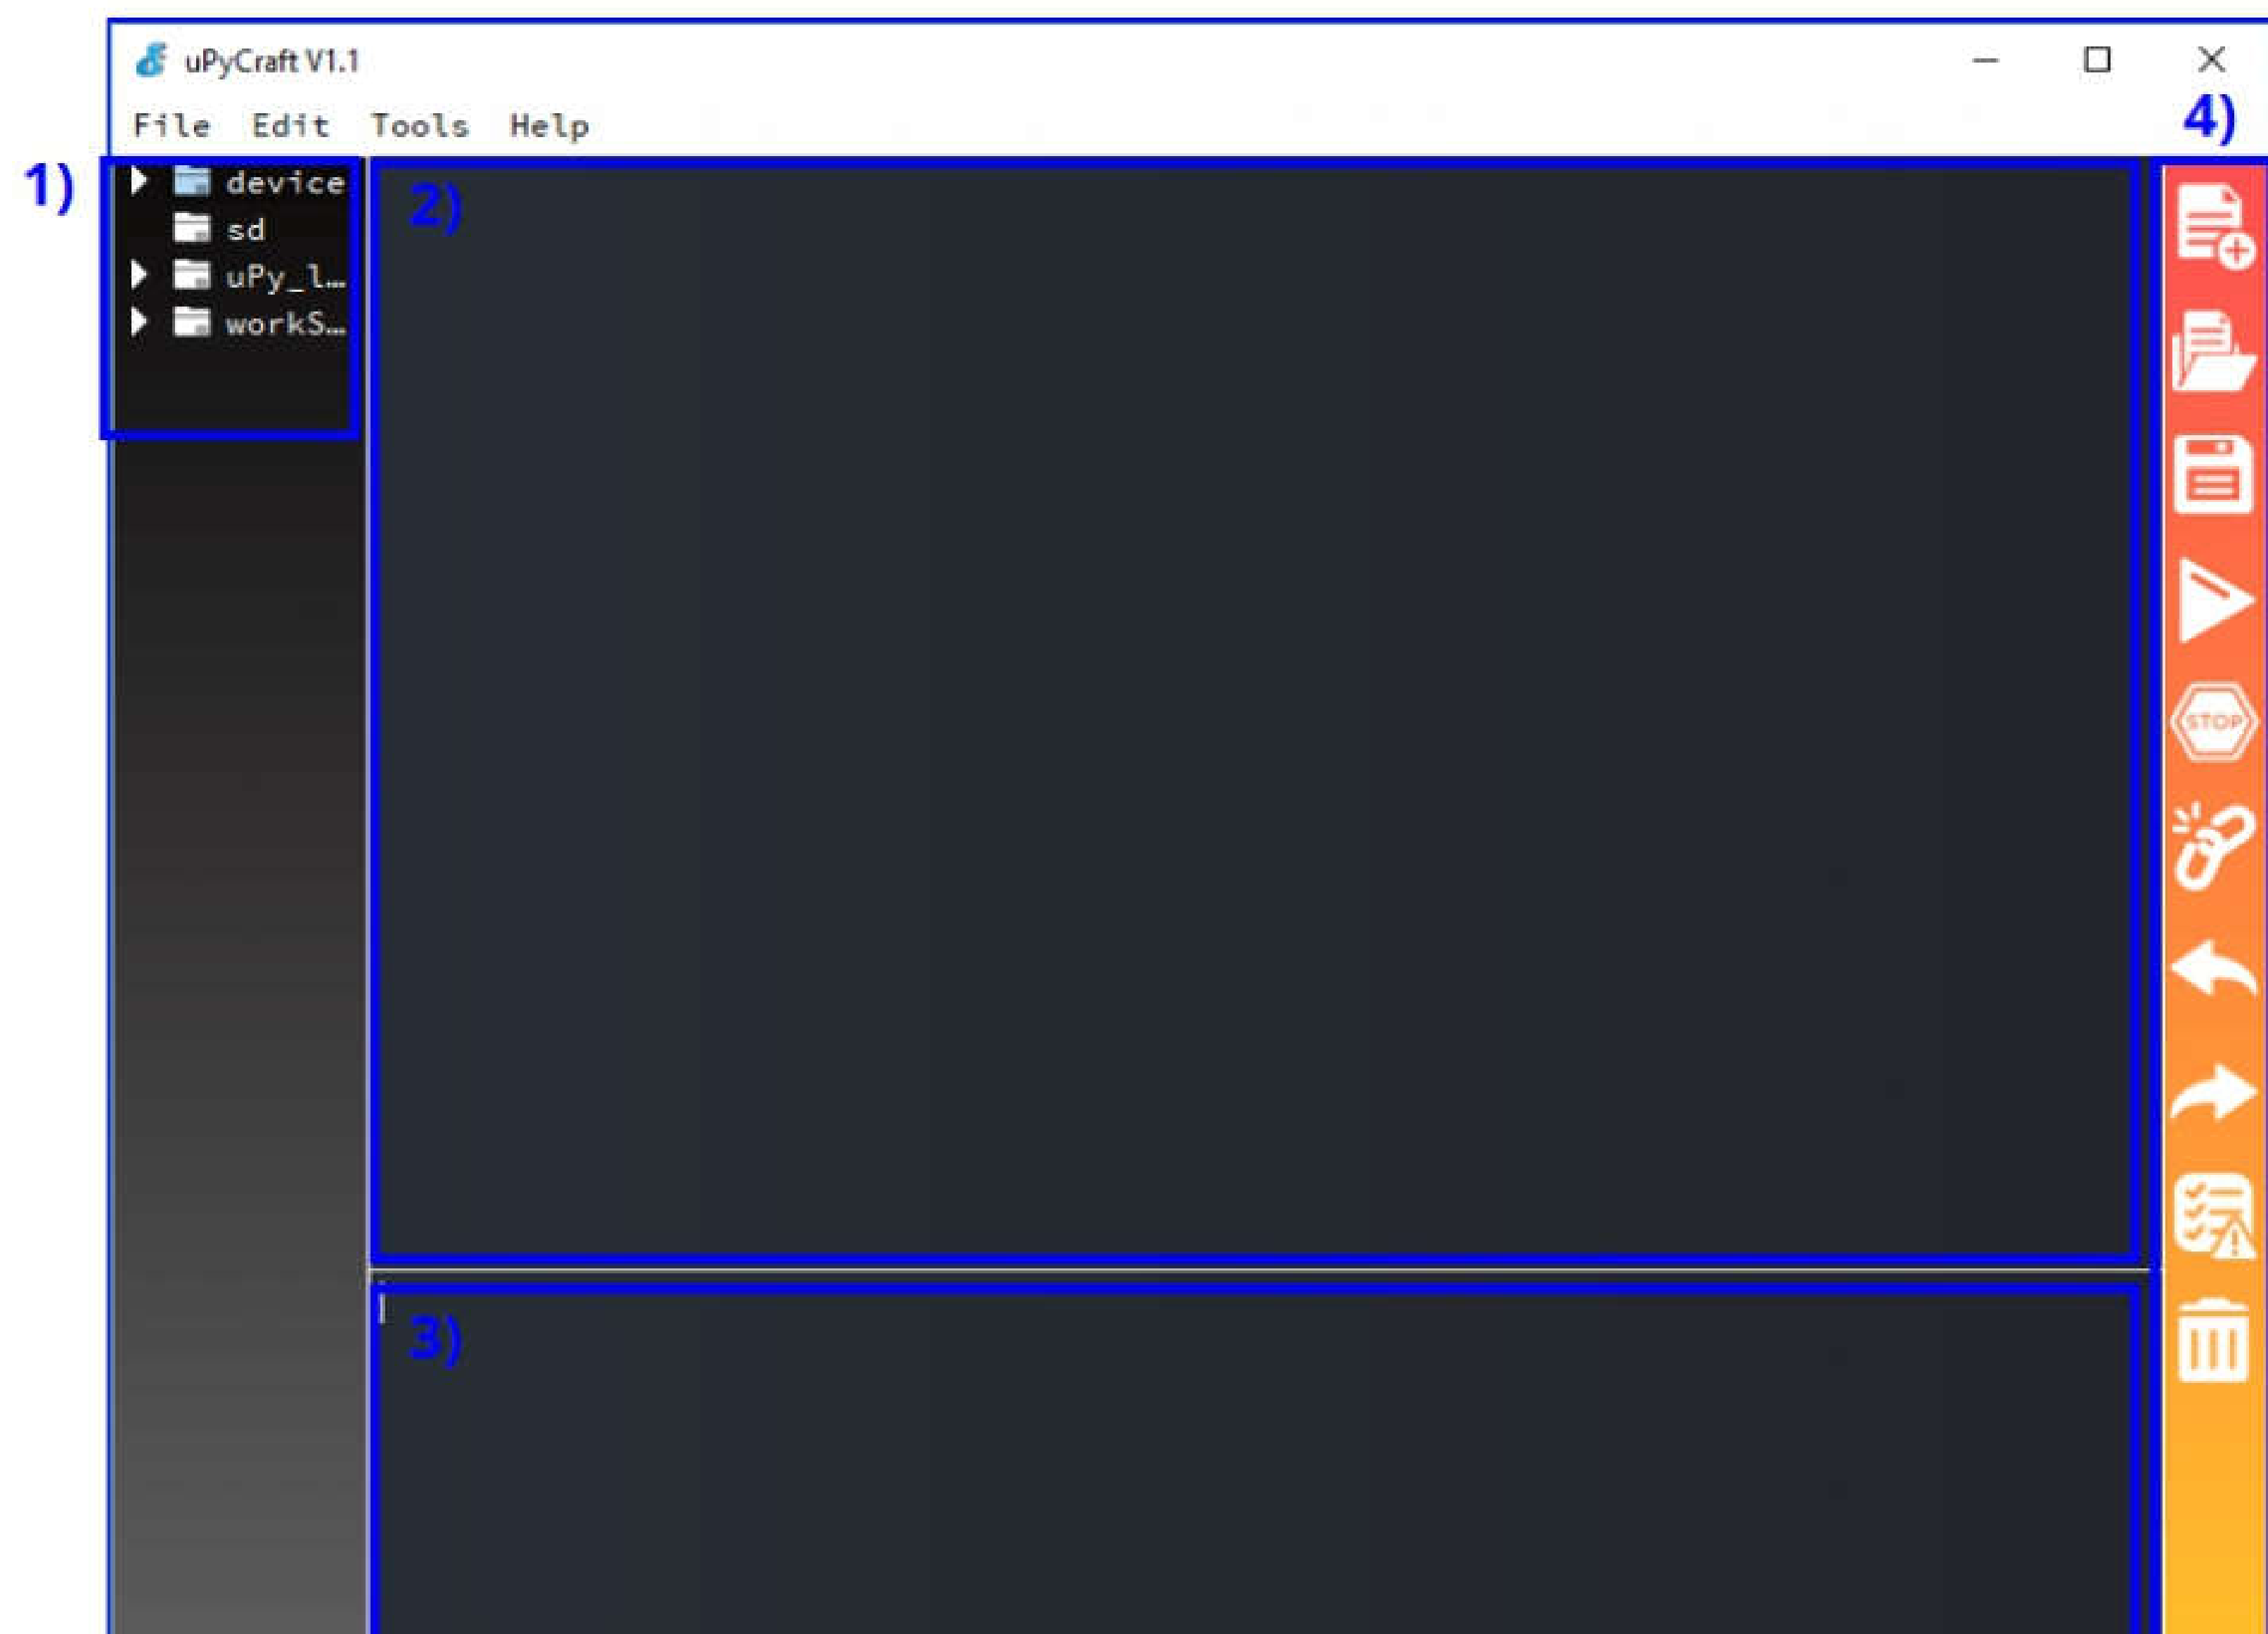 uPyCraft V1.1
File Edit Tools Help
4)
1)
device
sd
uPy_l...
workS...
2)
STOP
3)